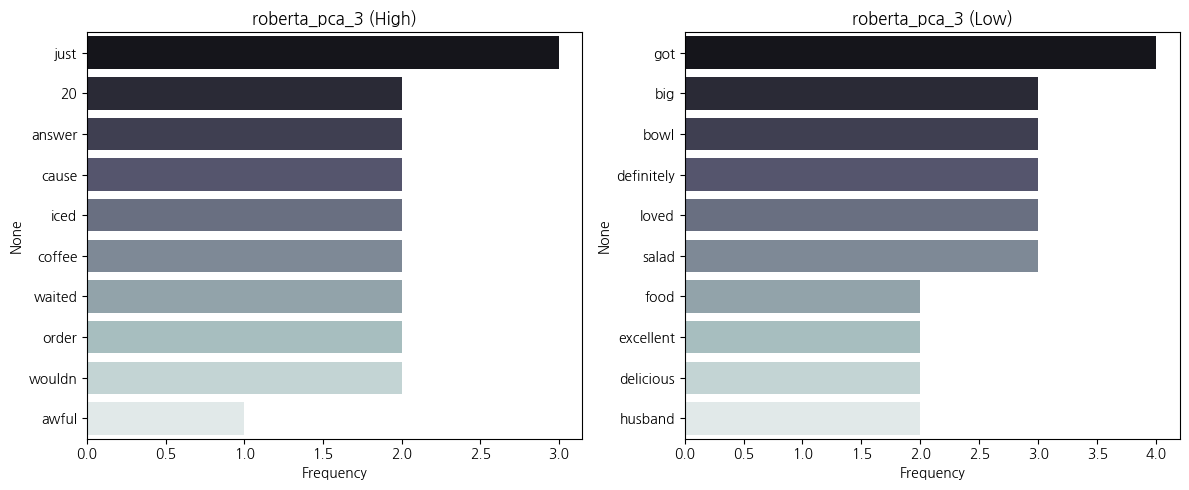 roberta_pca_3 (High)
just
20
answer
cause
iced
coffee
waited
order
wouldn
awful
None
0.0 0.5 1.0 1.5 2.0 2.5 3.0
Frequency
roberta_pca_3 (Low)
got
big
bowl
definitely
loved
salad
food
excellent
delicious
husband
None
0.0 0.5 1.0 1.5 2.0 2.5 3.0 3.5 4.0
Frequency